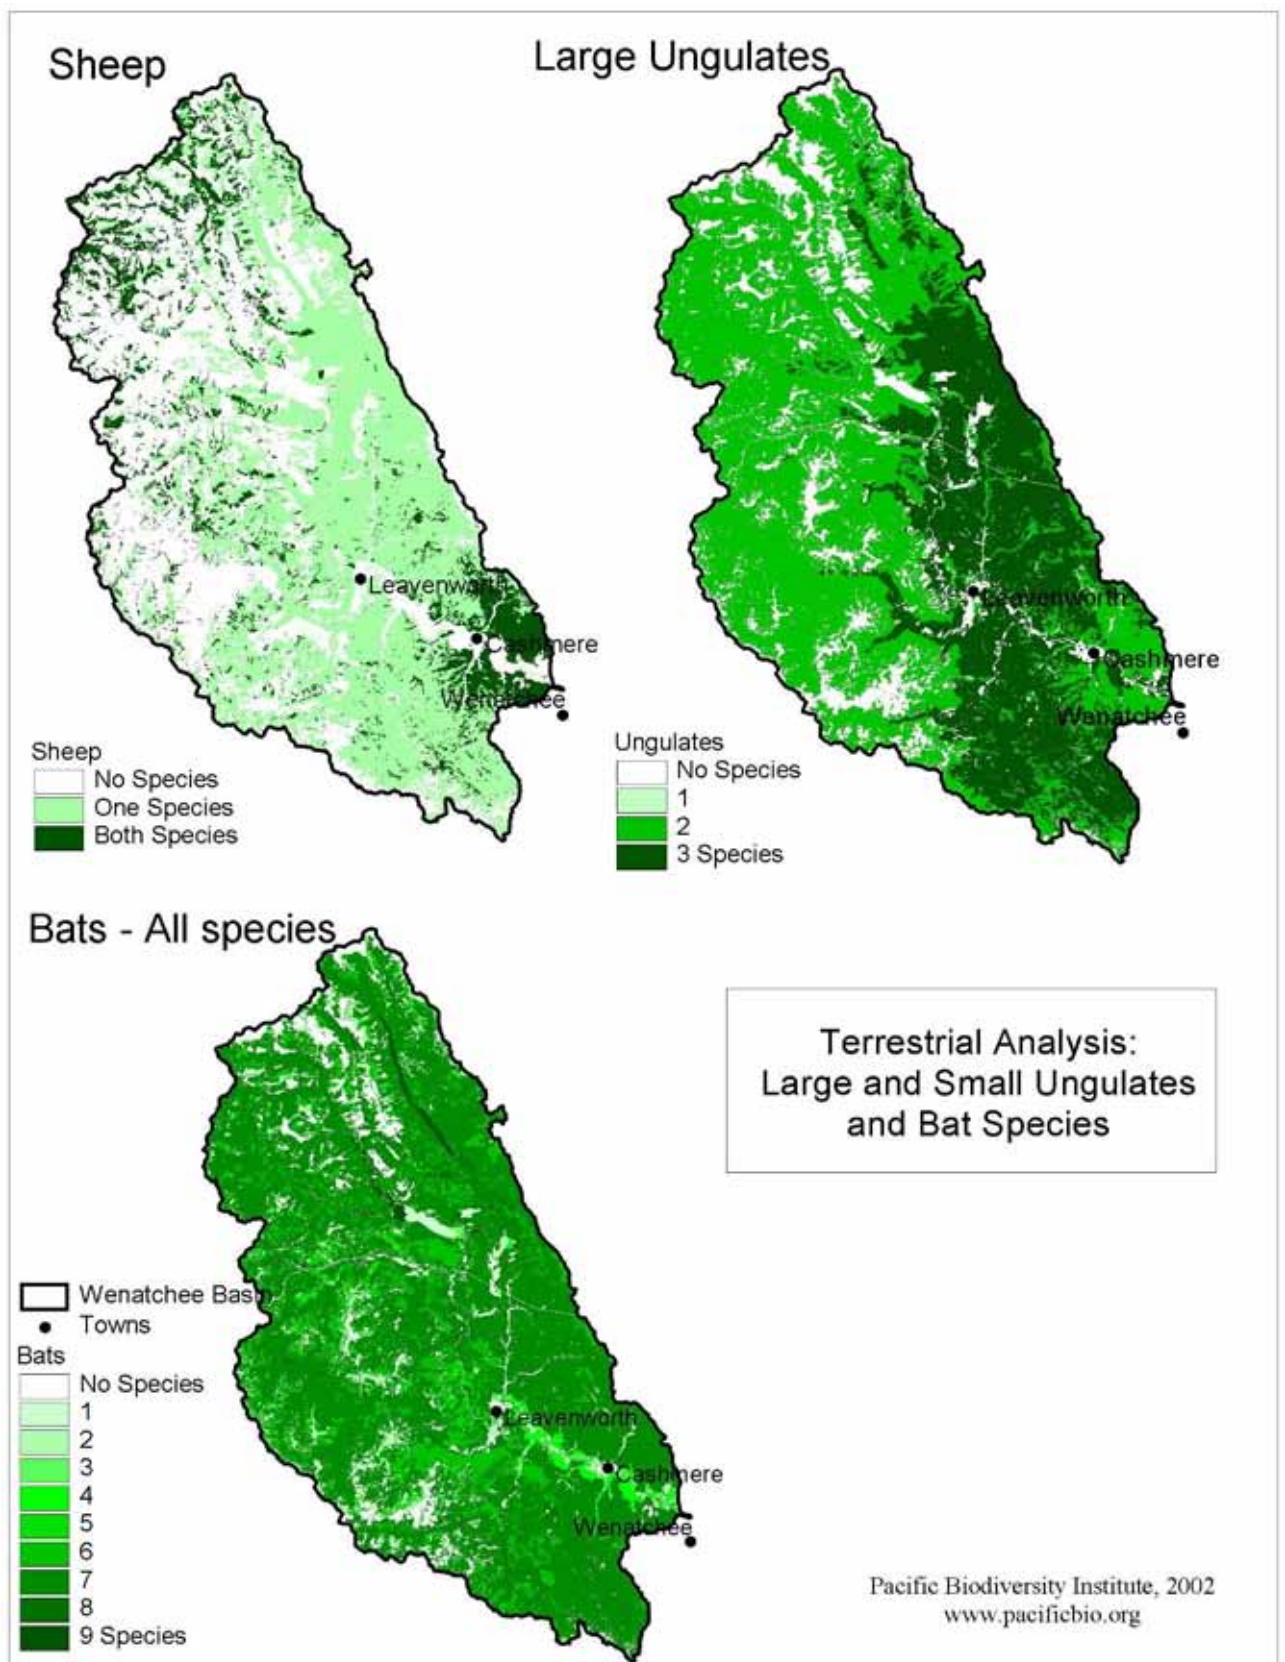 Sheep
Large Ungulates
Leavenworth
Cashmere
Wenatchee
Sheep
No Species
One Species
Both Species
Leavenworth
Cashmere
Wenatchee
Ungulates
No Species
1
2
3 Species
Bats - All species
Terrestrial Analysis:
Large and Small Ungulates
and Bat Species
Wenatchee Basin
Towns
Bats
No Species
1
2
3
4
5
6
7
8
9 Species
Leavenworth
Cashmere
Wenatchee
Pacific Biodiversity Institute, 2002
www.pacificbio.org